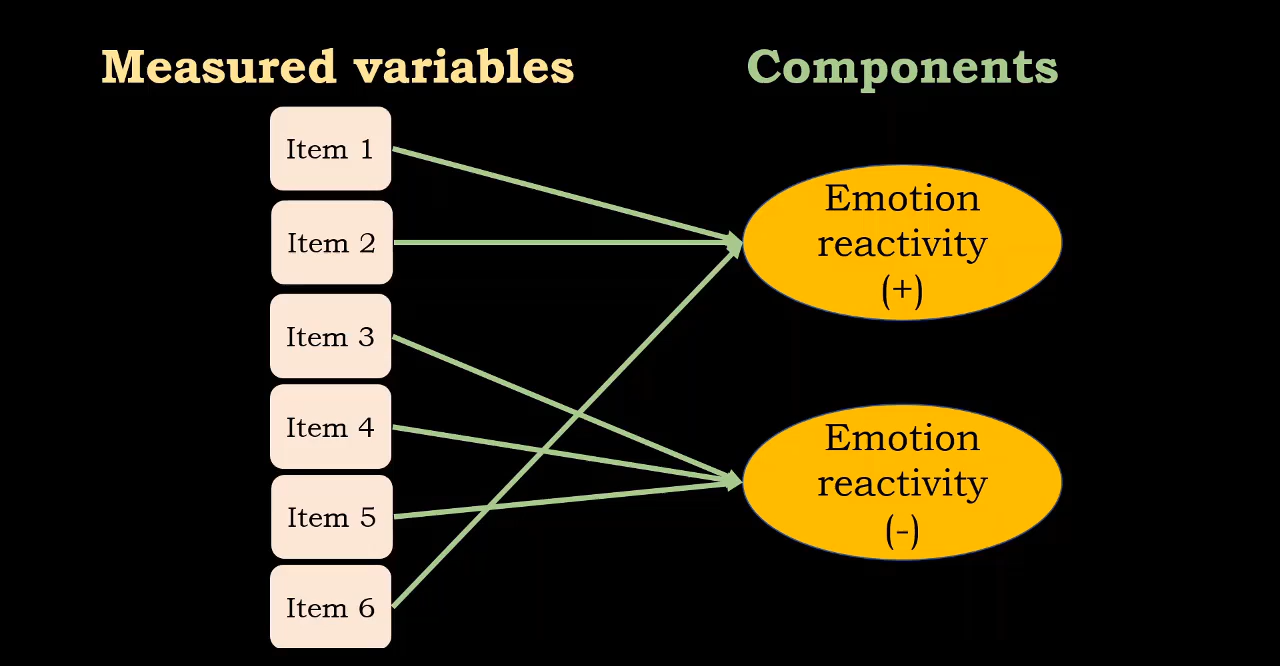 Measured variables
Components
Item 1
Item 2
Item 3
Item 4
Item 5
Item 6
Emotion
reactivity
(+)
Emotion
reactivity
(-)